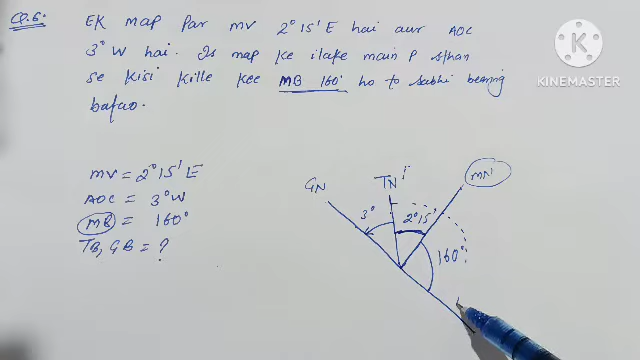 CQ.6:
EK map par MV 2°15' E hai aur AOC
3° W hai. Is map ke ilake main P sthan
se kisi kille kee MB 160° ho to sabhi bearing
batao.
K
KINEMASTER
MV = 2°15' E
AOC = 3° W
MB = 160°
TB, GB = ?
GN
TN
MN
3°
2°15'
160°